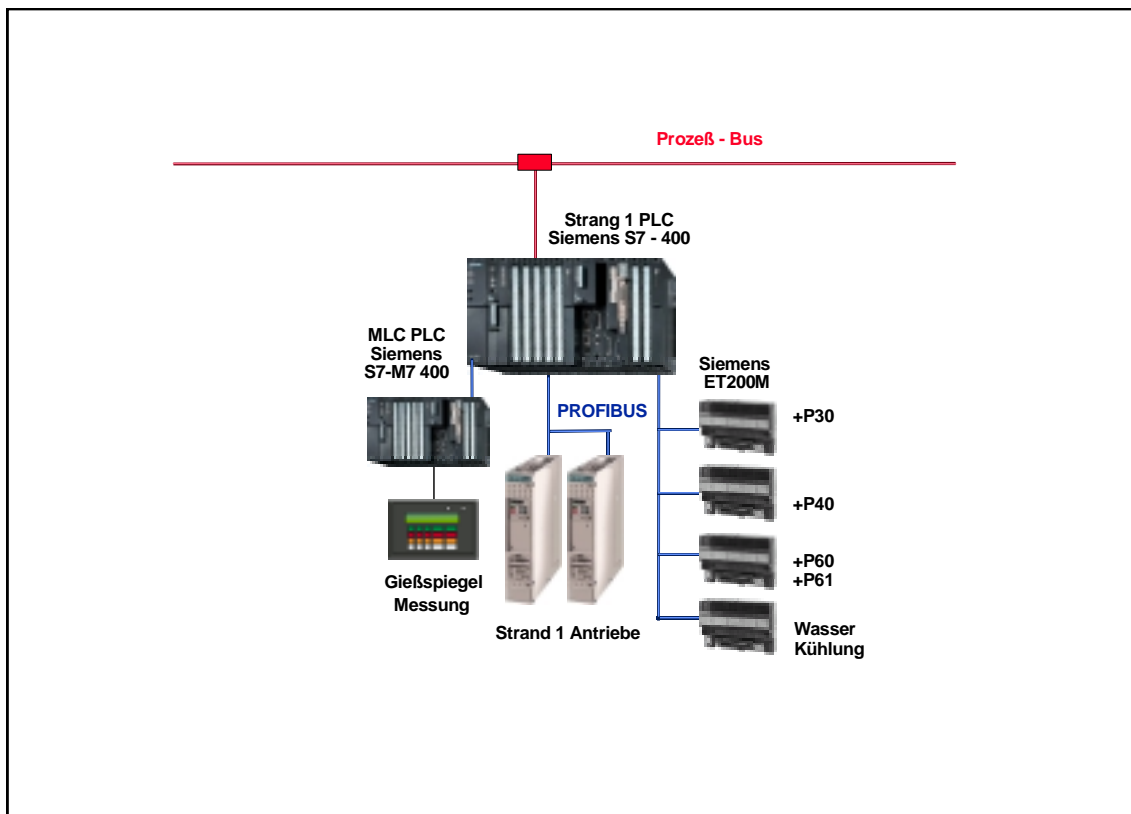 Prozeß - Bus
Strang 1 PLC
Siemens S7 - 400
MLC PLC
Siemens
S7-M7 400
Siemens
ET200M
PROFIBUS
+P30
+P40
+P60
+P61
Gießspiegel
Messung
Strand 1 Antriebe
Wasser
Kühlung